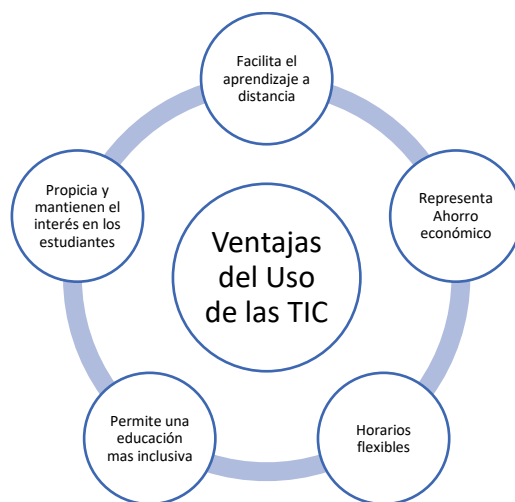 Facilita el
aprendizaje a
distancia
Representa
Ahorro
económico
Horarios
flexibles
Permite una
educación
mas inclusiva
Propicia y
mantienen el
interés en los
estudiantes
Ventajas
del Uso
de las TIC